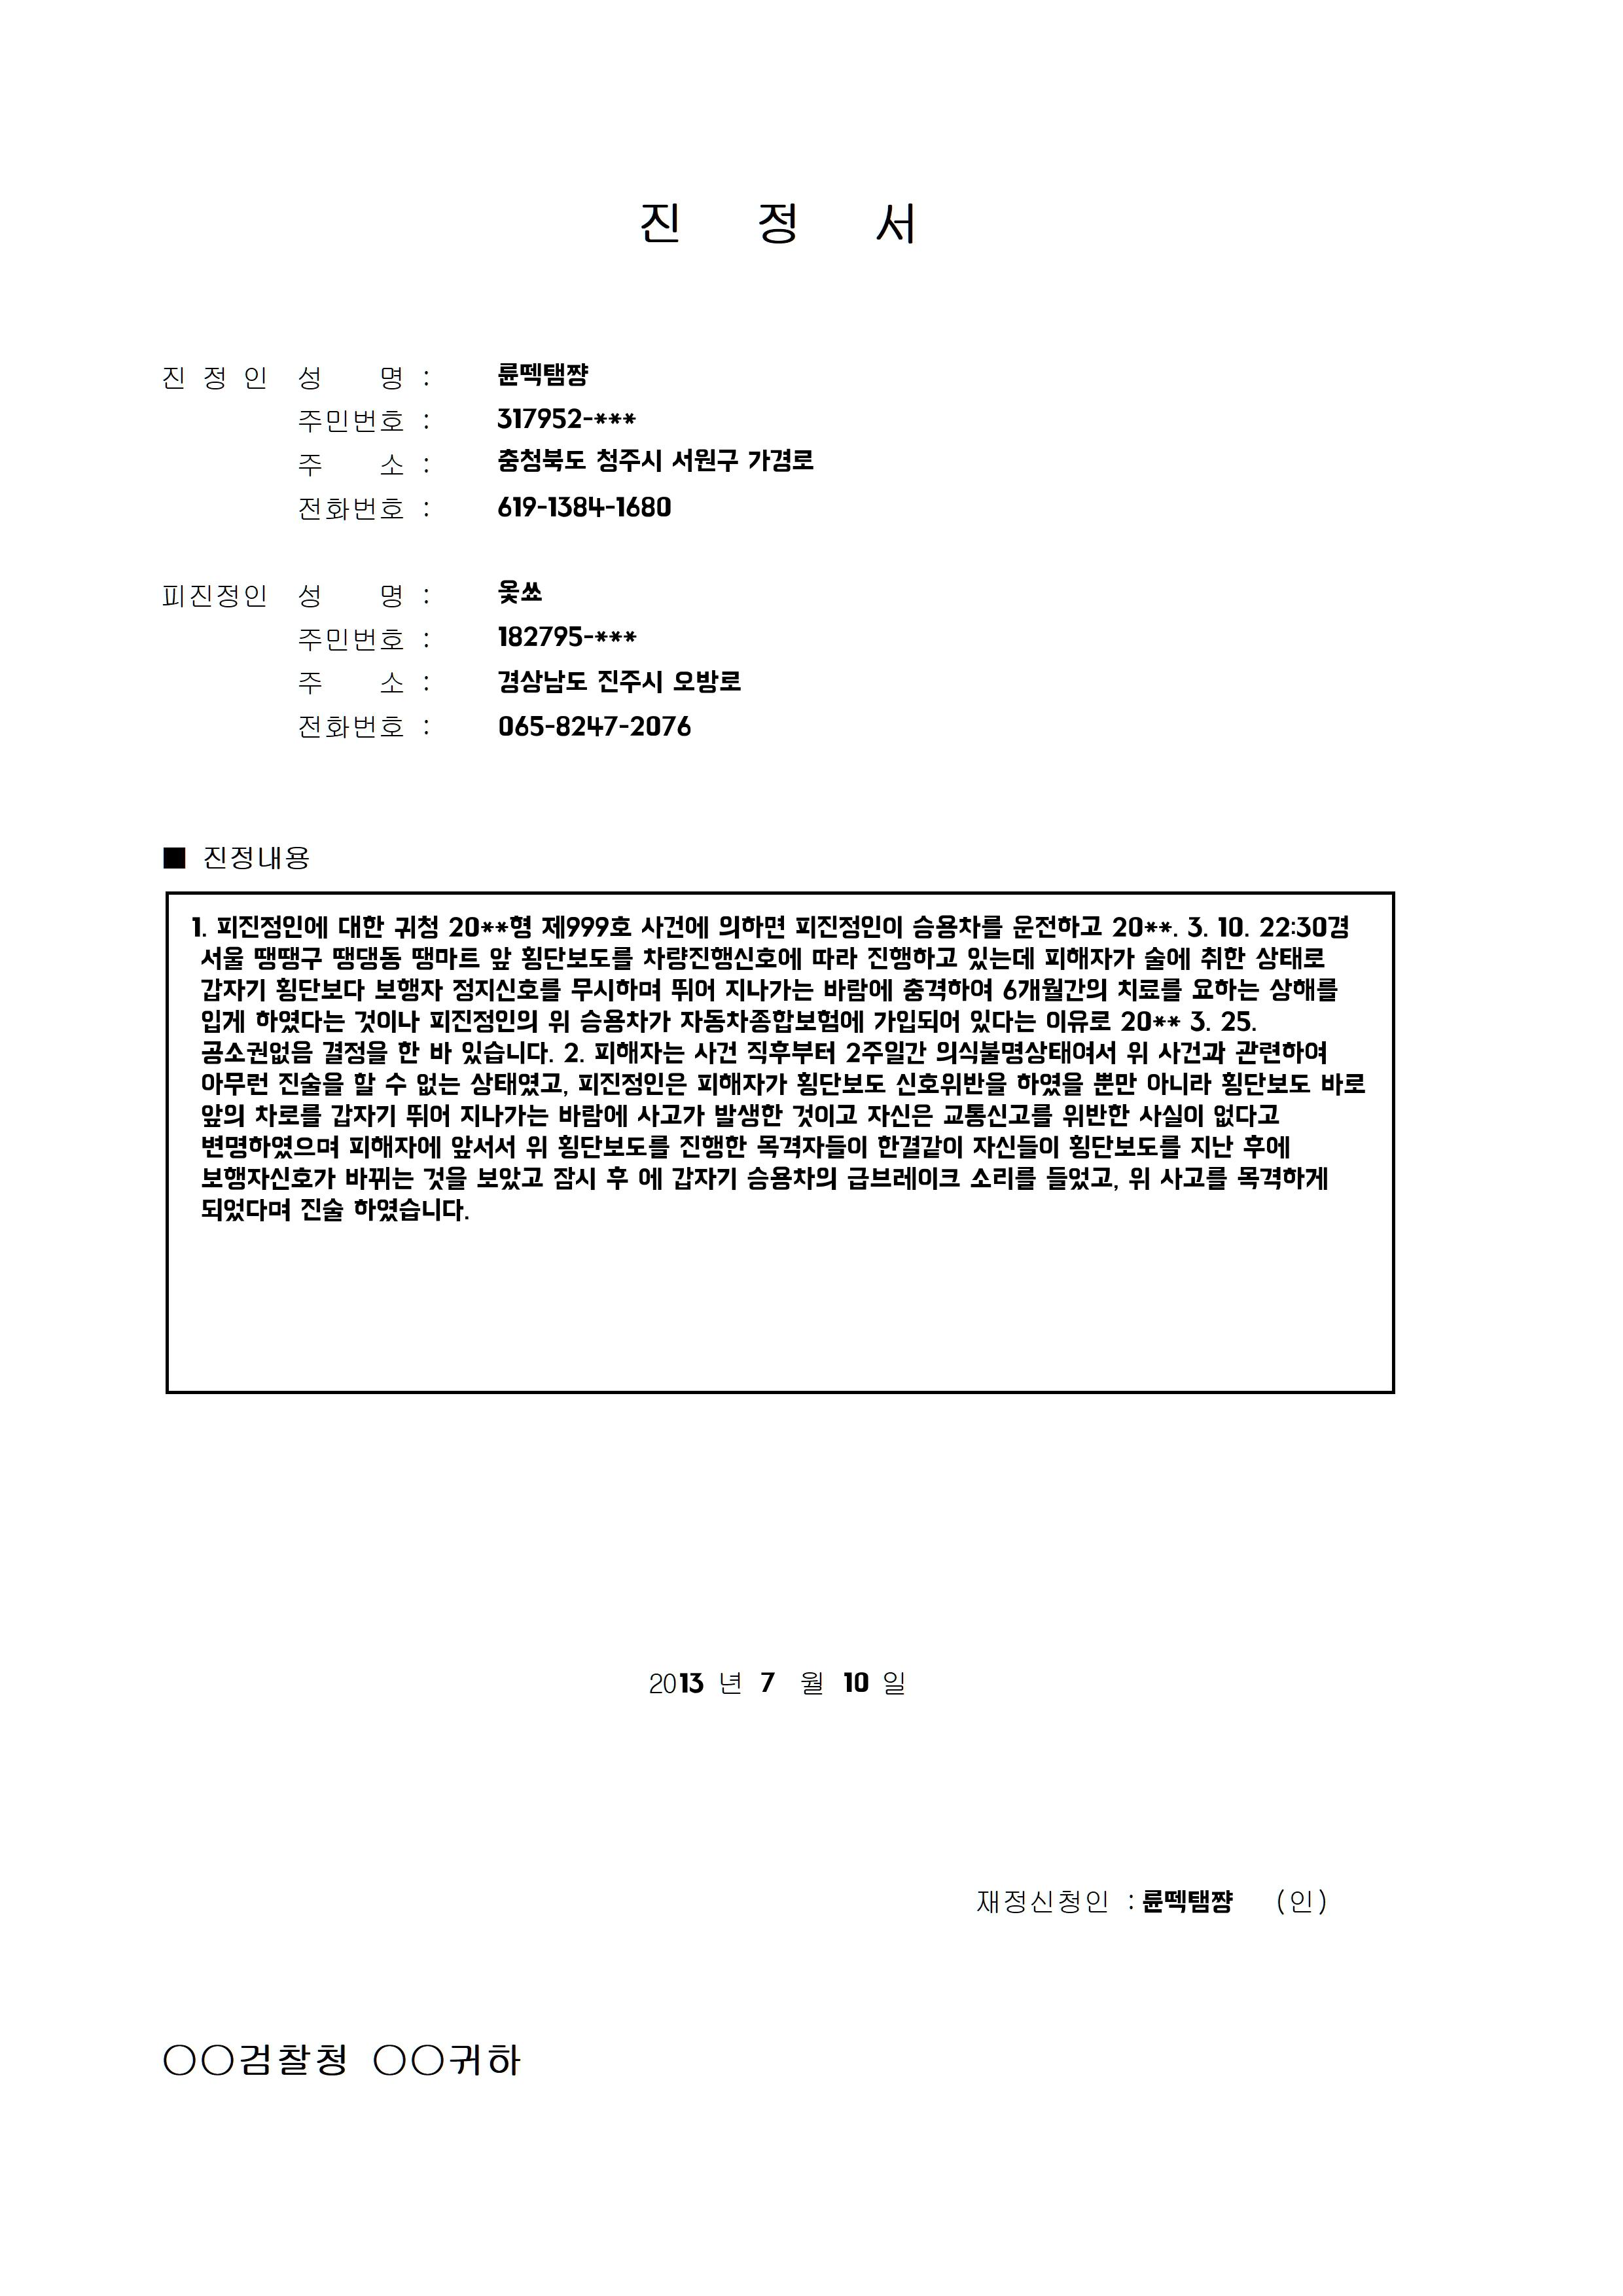 진 정 서
진 정 인 성 명 : 륜떽탬쨩
주민번호 : 317952-***
주 소 : 충청북도 청주시 서원구 가경로
전화번호 : 619-1384-1680
피진정인 성 명 : 옻쑈
주민번호 : 182795-***
주 소 : 경상남도 진주시 오방로
전화번호 : 065-8247-2076
■ 진정내용
1. 피진정인에 대한 귀청 20**형 제999호 사건에 의하면 피진정인이 승용차를 운전하고 20**. 3. 10. 22:30경
서울 땡땡구 땡댕동 땡마트 앞 횡단보도를 차량진행신호에 따라 진행하고 있는데 피해자가 술에 취한 상태로
갑자기 횡단보다 보행자 정지신호를 무시하며 뛰어 지나가는 바람에 충격하여 6개월간의 치료를 요하는 상해를
입게 하였다는 것이나 피진정인의 위 승용차가 자동차종합보험에 가입되어 있다는 이유로 20** 3. 25.
공소권없음 결정을 한 바 있습니다. 2. 피해자는 사건 직후부터 2주일간 의식불명상태여서 위 사건과 관련하여
아무런 진술을 할 수 없는 상태였고, 피진정인은 피해자가 횡단보도 신호위반을 하였을 뿐만 아니라 횡단보도 바로
앞의 차로를 갑자기 뛰어 지나가는 바람에 사고가 발생한 것이고 자신은 교통신고를 위반한 사실이 없다고
변명하였으며 피해자에 앞서서 위 횡단보도를 진행한 목격자들이 한결같이 자신들이 횡단보도를 지난 후에
보행자신호가 바뀌는 것을 보았고 잠시 후 에 갑자기 승용차의 급브레이크 소리를 들었고, 위 사고를 목격하게
되었다며 진술 하였습니다.
2013 년 7 월 10 일
재정신청인 : 륜떽탬쨩 (인)
○○검찰청 ○○귀하